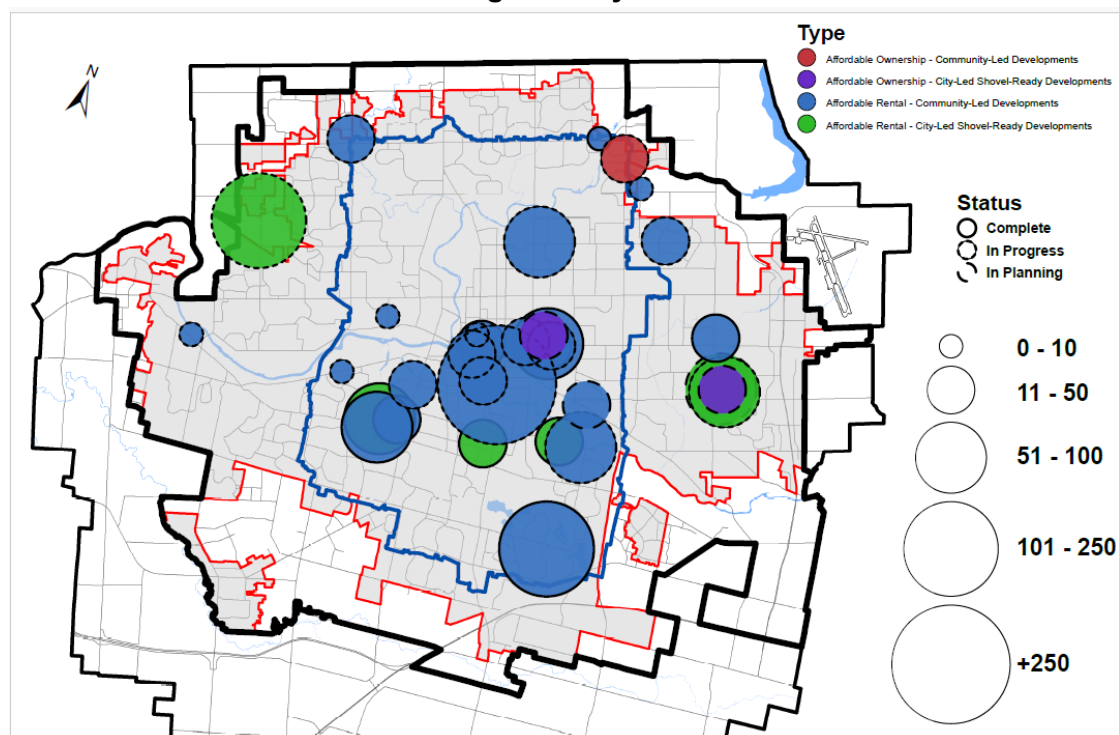 N
Type
Affordable Ownership - Community-Led Developments
Affordable Ownership - City-Led Shovel-Ready Developments
Affordable Rental - Community-Led Developments
Affordable Rental - City-Led Shovel-Ready Developments
Status
Complete
In Progress
In Planning
0 - 10
11 - 50
51 - 100
101 - 250
+250